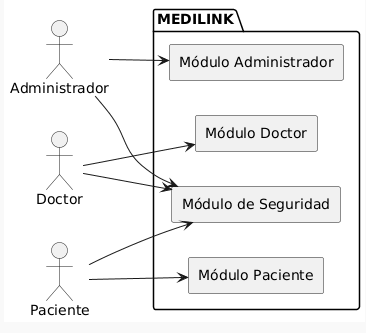 MEDILINK
Administrador
Módulo Administrador
Doctor
Módulo Doctor
Módulo de Seguridad
Paciente
Módulo Paciente